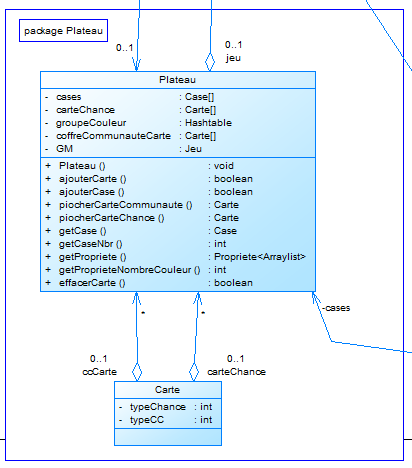 package Plateau
0..1
0..1
jeu
Plateau
- cases : Case[]
- carteChance : Carte[]
- groupeCouleur : Hashtable
- coffreCommunauteCarte : Carte[]
- GM : Jeu
+ Plateau () : void
+ ajouterCarte () : boolean
+ ajouterCase () : boolean
+ piocherCarteCommunaute () : Carte
+ piocherCarteChance () : Carte
+ getCase () : Case
+ getCaseNbr () : int
+ getPropriete () : Propriete<Arraylist>
+ getProprieteNombreCouleur () : int
+ effacerCarte () : boolean
-cases
* *
0..1 0..1
ccCarte carteChance
Carte
- typeChance : int
- typeCC : int